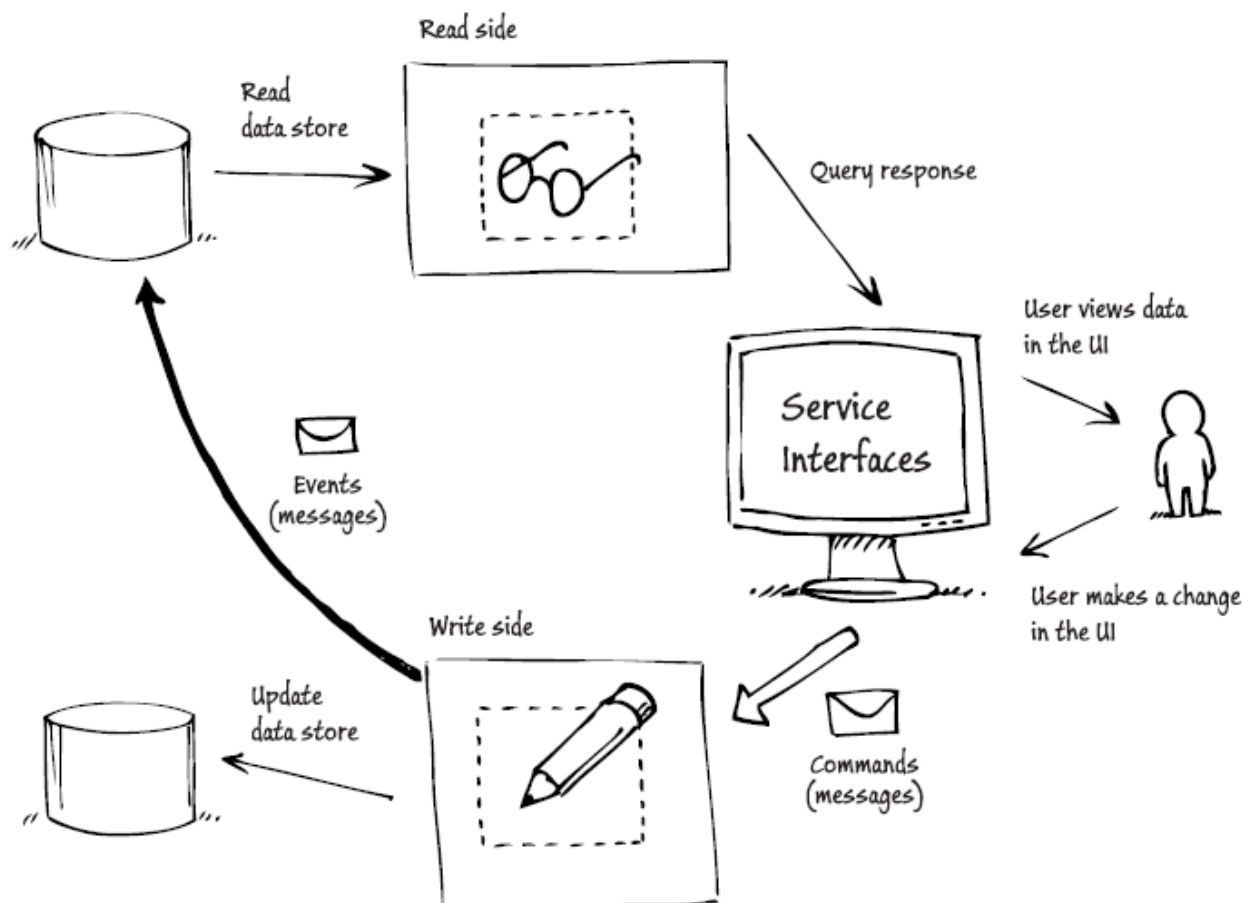 Read side
Read
data store
Query response
User views data
in the UI
Service
Interfaces
Events
(messages)
User makes a change
in the UI
Write side
Update
data store
Commands
(messages)